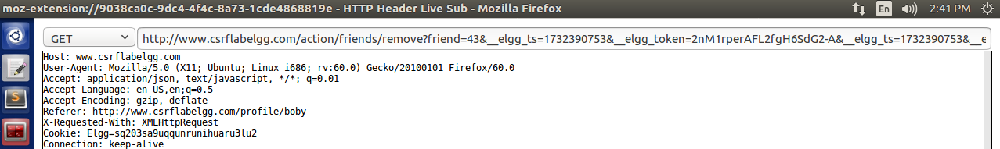 moz-extension://9038ca0c-9dc4-4f4c-8a73-1cde4868819e - HTTP Header Live Sub - Mozilla Firefox En 2:41 PM
GET http://www.csrflabelgg.com/action/friends/remove?friend=43&__elgg_ts=1732390753&__elgg_token=2nM1rperAFL2fgH6SdG2-A&__elgg_ts=1732390753&__e
Host: www.csrflabelgg.com
User-Agent: Mozilla/5.0 (X11; Ubuntu; Linux i686; rv:60.0) Gecko/20100101 Firefox/60.0
Accept: application/json, text/javascript, */*; q=0.01
Accept-Language: en-US,en;q=0.5
Accept-Encoding: gzip, deflate
Referer: http://www.csrflabelgg.com/profile/boby
X-Requested-With: XMLHttpRequest
Cookie: Elgg=sq203sa9uqqunrunihuaru3lu2
Connection: keep-alive